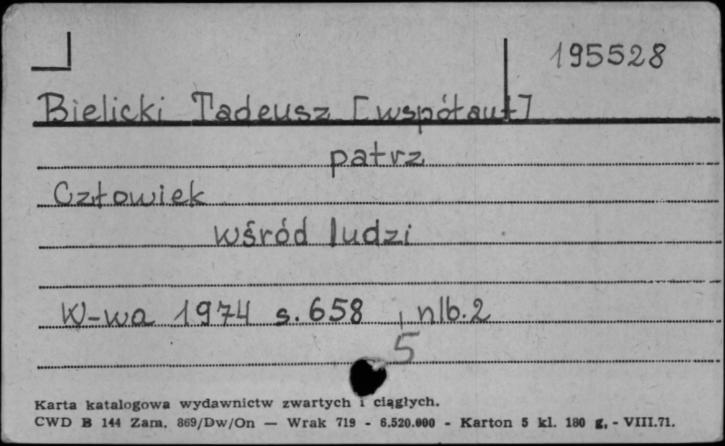 195528
Bielicki Tadeusz [współaut]
patrz
Człowiek
wśród ludzi
W-wa 1974 s. 658, nlb. 2
5
Karta katalogowa wydawnictw zwartych i ciągłych.
CWD B 144 Zam. 869/Dw/On — Wrak 719 - 6.520.000 - Karton 5 kl. 180 g. - VIII.71.